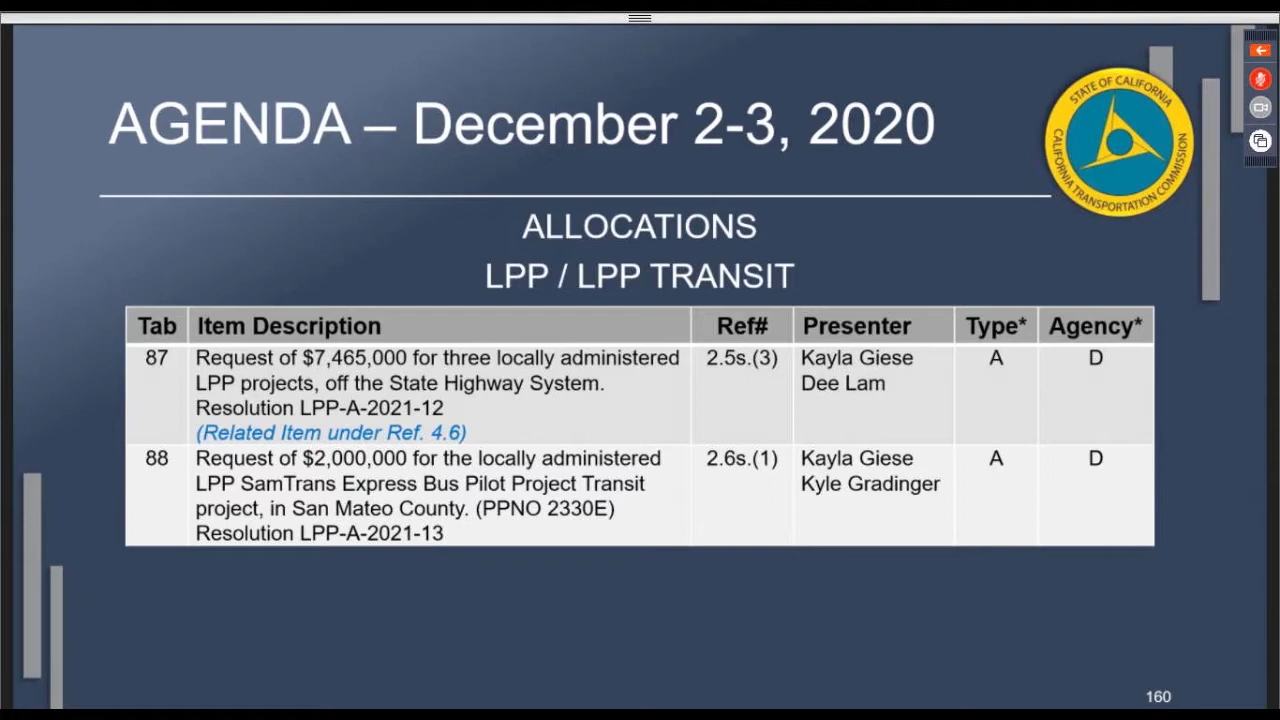 AGENDA – December 2-3, 2020
STATE OF CALIFORNIA
CALIFORNIA TRANSPORTATION COMMISSION
ALLOCATIONS
LPP / LPP TRANSIT
Tab Item Description Ref# Presenter Type* Agency*
87 Request of $7,465,000 for three locally administered 2.5s.(3) Kayla Giese A D
LPP projects, off the State Highway System. Dee Lam
Resolution LPP-A-2021-12
(Related Item under Ref. 4.6)
88 Request of $2,000,000 for the locally administered 2.6s.(1) Kayla Giese A D
LPP SamTrans Express Bus Pilot Project Transit Kyle Gradinger
project, in San Mateo County. (PPNO 2330E)
Resolution LPP-A-2021-13
160